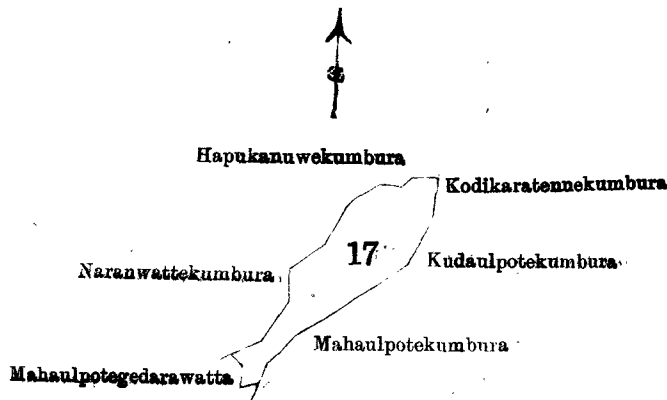 Hapukanuwekumbura
Kodikaratennekumbura
17
Naranwattekumbura
Kudaulpotekumbura
Mahaulpotekumbura
Mahaulpotegedarawatta